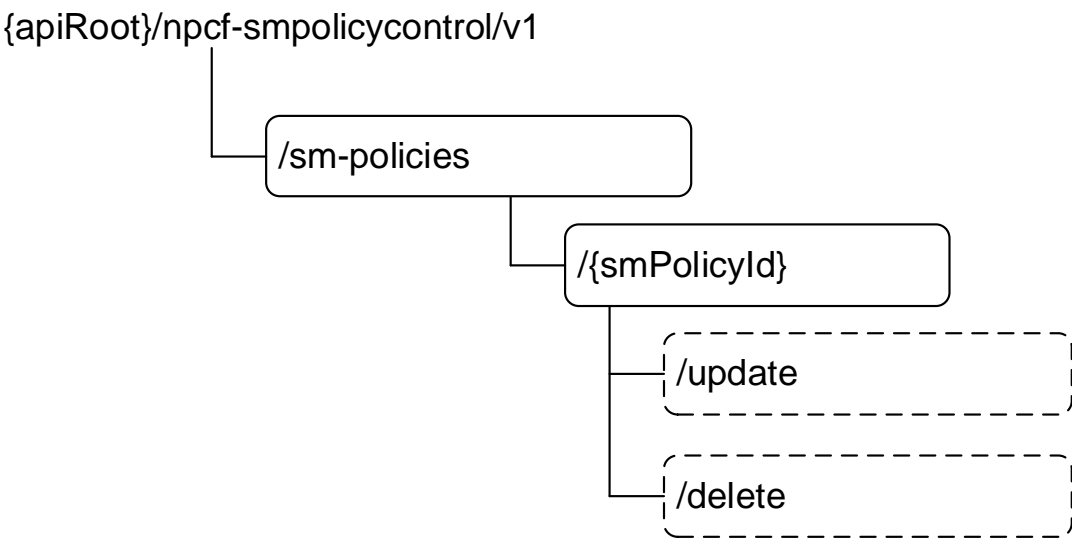 {apiRoot}/npcf-smpolicycontrol/v1
/sm-policies
/{smPolicyId}
/update
/delete